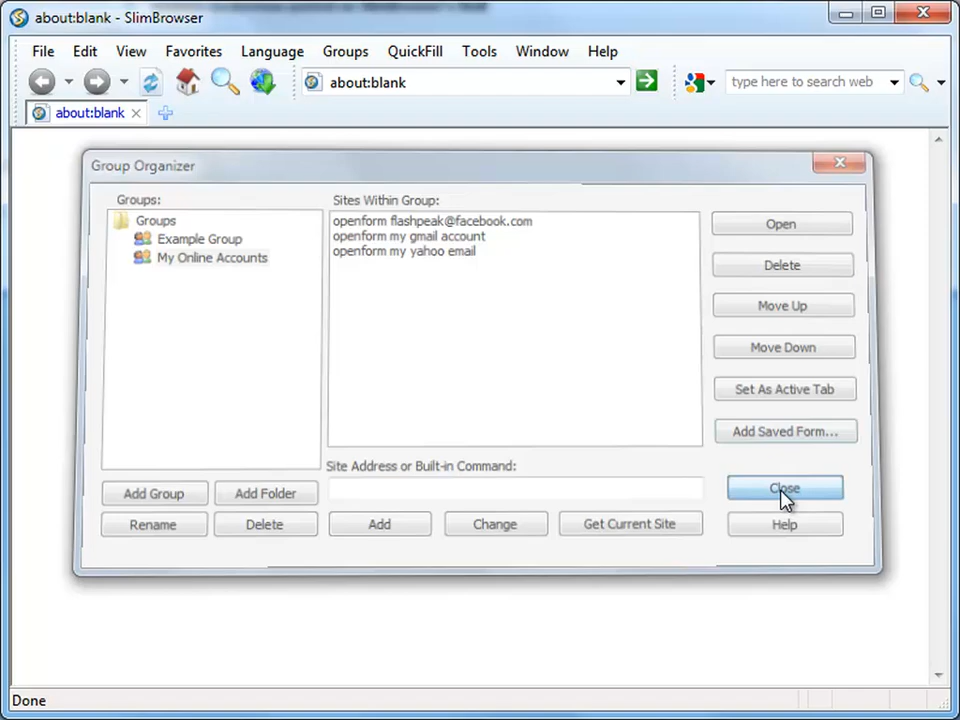 about:blank - SlimBrowser
File Edit View Favorites Language Groups QuickFill Tools Window Help
about:blank
type here to search web
about:blank
Group Organizer
Groups:
Groups
Example Group
My Online Accounts
Sites Within Group:
openform flashpeak@facebook.com
openform my gmail account
openform my yahoo email
Open
Delete
Move Up
Move Down
Set As Active Tab
Add Saved Form...
Site Address or Built-in Command:
Close
Add Group Add Folder
Rename Delete Add Change Get Current Site Help
Done